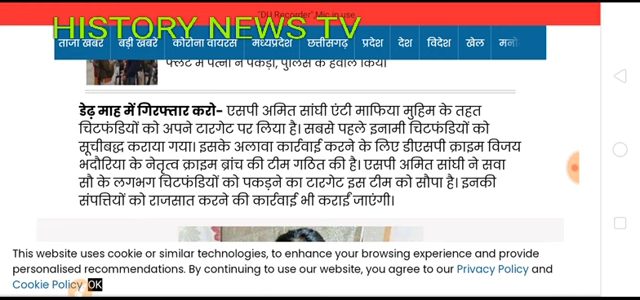 "DU Recorder" Mic in use
HISTORY NEWS TV
ताजा खबर बड़ी खबर कोरोना वायरस मध्यप्रदेश छत्तीसगढ़ प्रदेश देश विदेश खेल मनो
फ्लैट में पत्नी ने पकड़ा, पुलिस के हवाले किया
डेढ़ माह में गिरफ्तार करो- एसपी अमित सांघी एंटी माफिया मुहिम के तहत
चिटफंडियों को अपने टारगेट पर लिया है। सबसे पहले इनामी चिटफंडियों को
सूचीबद्ध कराया गया। इसके अलावा कार्रवाई करने के लिए डीएसपी क्राइम विजय
भदौरिया के नेतृत्व क्राइम ब्रांच की टीम गठित की है। एसपी अमित सांघी ने सवा
सौ के लगभग चिटफंडियों को पकड़ने का टारगेट इस टीम को सौपा है। इनकी
संपत्तियों को राजसात करने की कार्रवाई भी कराई जाएंगी।
This website uses cookie or similar technologies, to enhance your browsing experience and provide
personalised recommendations. By continuing to use our website, you agree to our Privacy Policy and
Cookie Policy OK